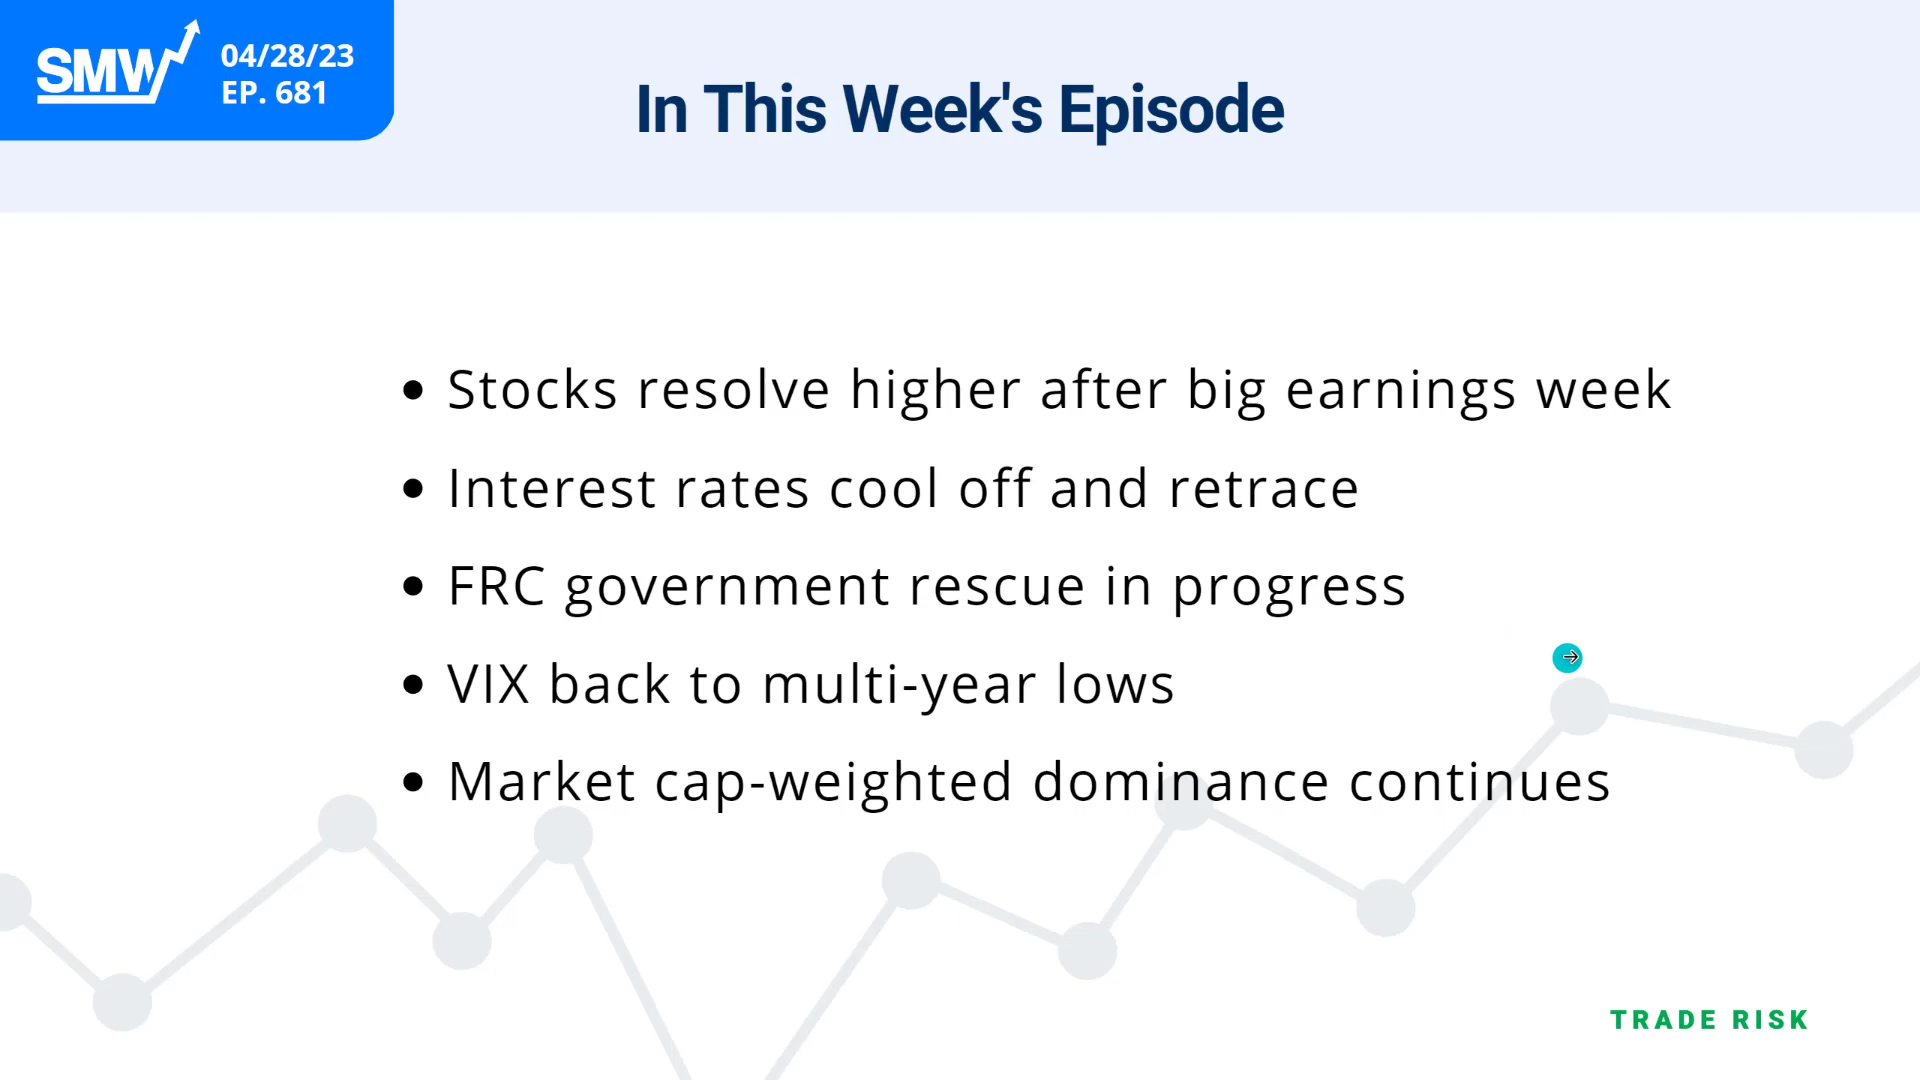 SMW
04/28/23
EP. 681
In This Week's Episode
• Stocks resolve higher after big earnings week
• Interest rates cool off and retrace
• FRC government rescue in progress
• VIX back to multi-year lows
• Market cap-weighted dominance continues
TRADE RISK